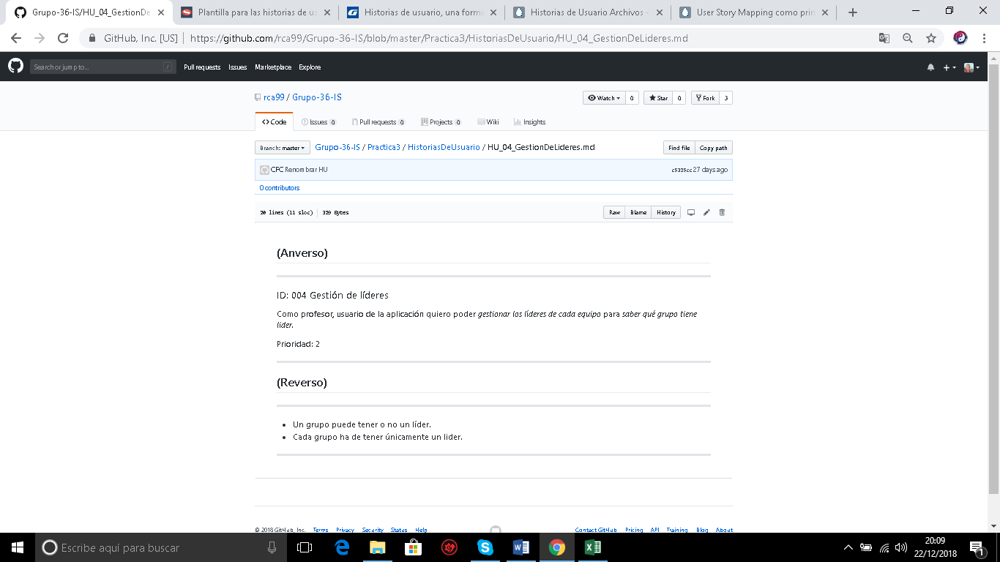 Grupo-36-IS/HU_04_GestionDe
Plantilla para las historias de us
Historias de usuario, una forma
Historias de Usuario Archivos -
User Story Mapping como prin
GitHub, Inc. [US] https://github.com/rca99/Grupo-36-IS/blob/master/Practica3/HistoriasDeUsuario/HU_04_GestionDeLideres.md
Search or jump to... /
Pull requests Issues Marketplace Explore
rca99 / Grupo-36-IS
Watch 0 Star 0 Fork 3
Code Issues 0 Pull requests 0 Projects 0 Wiki Insights
Branch: master Grupo-36-IS / Practica3 / HistoriasDeUsuario / HU_04_GestionDeLideres.md Find file Copy path
CFC Renombrar HU c5325cc 27 days ago
0 contributors
20 lines (11 sloc) 329 Bytes Raw Blame History
(Anverso)
ID: 004 Gestión de líderes
Como profesor, usuario de la aplicación quiero poder gestionar los líderes de cada equipo para saber qué grupo tiene
lider.
Prioridad: 2
(Reverso)
Un grupo puede tener o no un líder.
Cada grupo ha de tener únicamente un lider.
© 2018 GitHub, Inc. Terms Privacy Security Status Help Contact GitHub Pricing API Training Blog About
Escribe aquí para buscar
20:09
22/12/2018
1